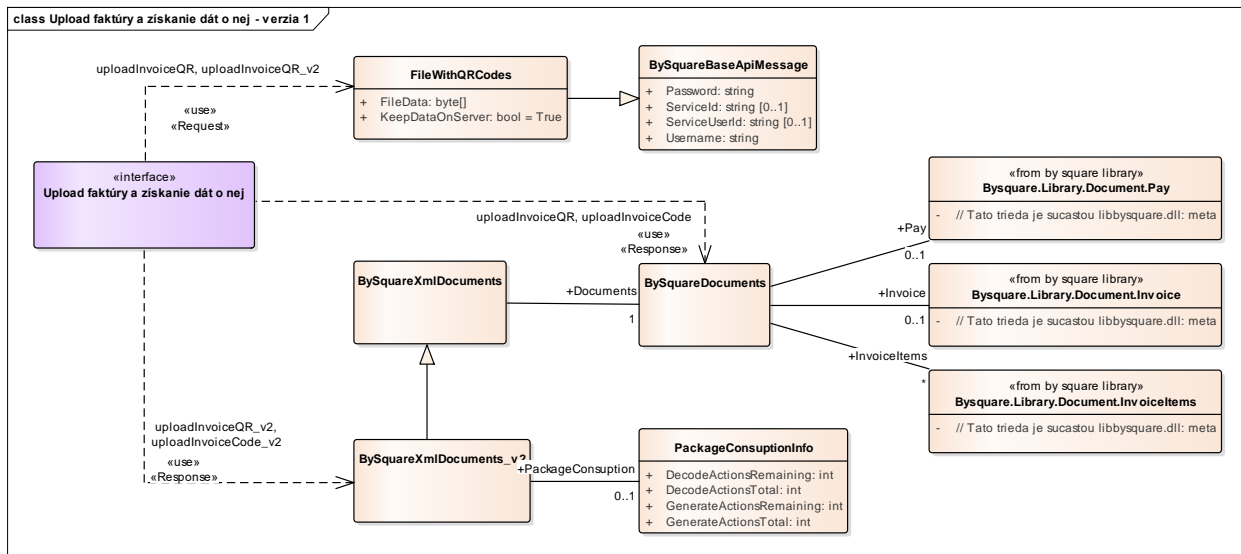 class Upload faktúry a získanie dát o nej - verzia 1
uploadInvoiceQR, uploadInvoiceQR_v2
«use»
«Request»
FileWithQRCodes
+ FileData: byte[]
+ KeepDataOnServer: bool = True
BySquareBaseApiMessage
+ Password: string
+ ServiceId: string [0..1]
+ ServiceUserId: string [0..1]
+ Username: string
«interface»
Upload faktúry a získanie dát o nej
uploadInvoiceQR, uploadInvoiceCode
«use»
«Response»
«from by square library»
Bysquare.Library.Document.Pay
- // Tato trieda je sucastou libbysquare.dll: meta
+Pay
0..1
BySquareXmlDocuments
+Documents
1
BySquareDocuments
+Invoice
0..1
«from by square library»
Bysquare.Library.Document.Invoice
- // Tato trieda je sucastou libbysquare.dll: meta
+InvoiceItems
*
«from by square library»
Bysquare.Library.Document.InvoiceItems
- // Tato trieda je sucastou libbysquare.dll: meta
uploadInvoiceQR_v2,
uploadInvoiceCode_v2
«use»
«Response»
BySquareXmlDocuments_v2
+PackageConsuption
0..1
PackageConsuptionInfo
+ DecodeActionsRemaining: int
+ DecodeActionsTotal: int
+ GenerateActionsRemaining: int
+ GenerateActionsTotal: int